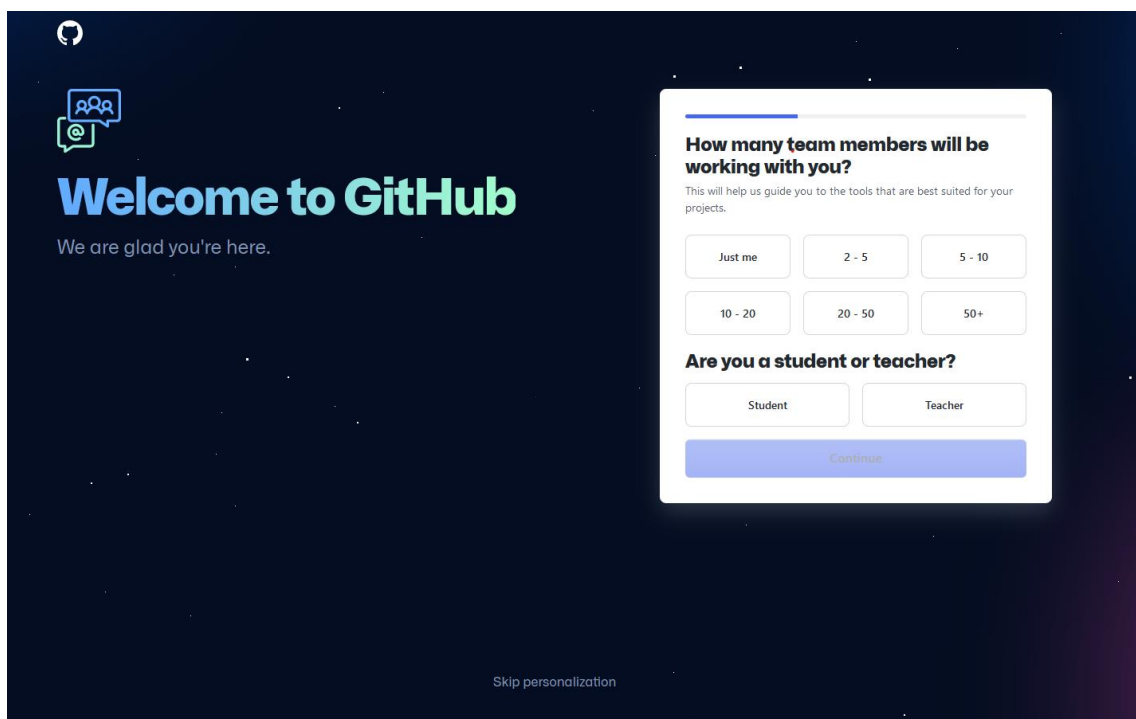 Welcome to GitHub
We are glad you're here.
How many team members will be
working with you?
This will help us guide you to the tools that are best suited for your
projects.
Just me
2 - 5
5 - 10
10 - 20
20 - 50
50+
Are you a student or teacher?
Student
Teacher
Continue
Skip personalization